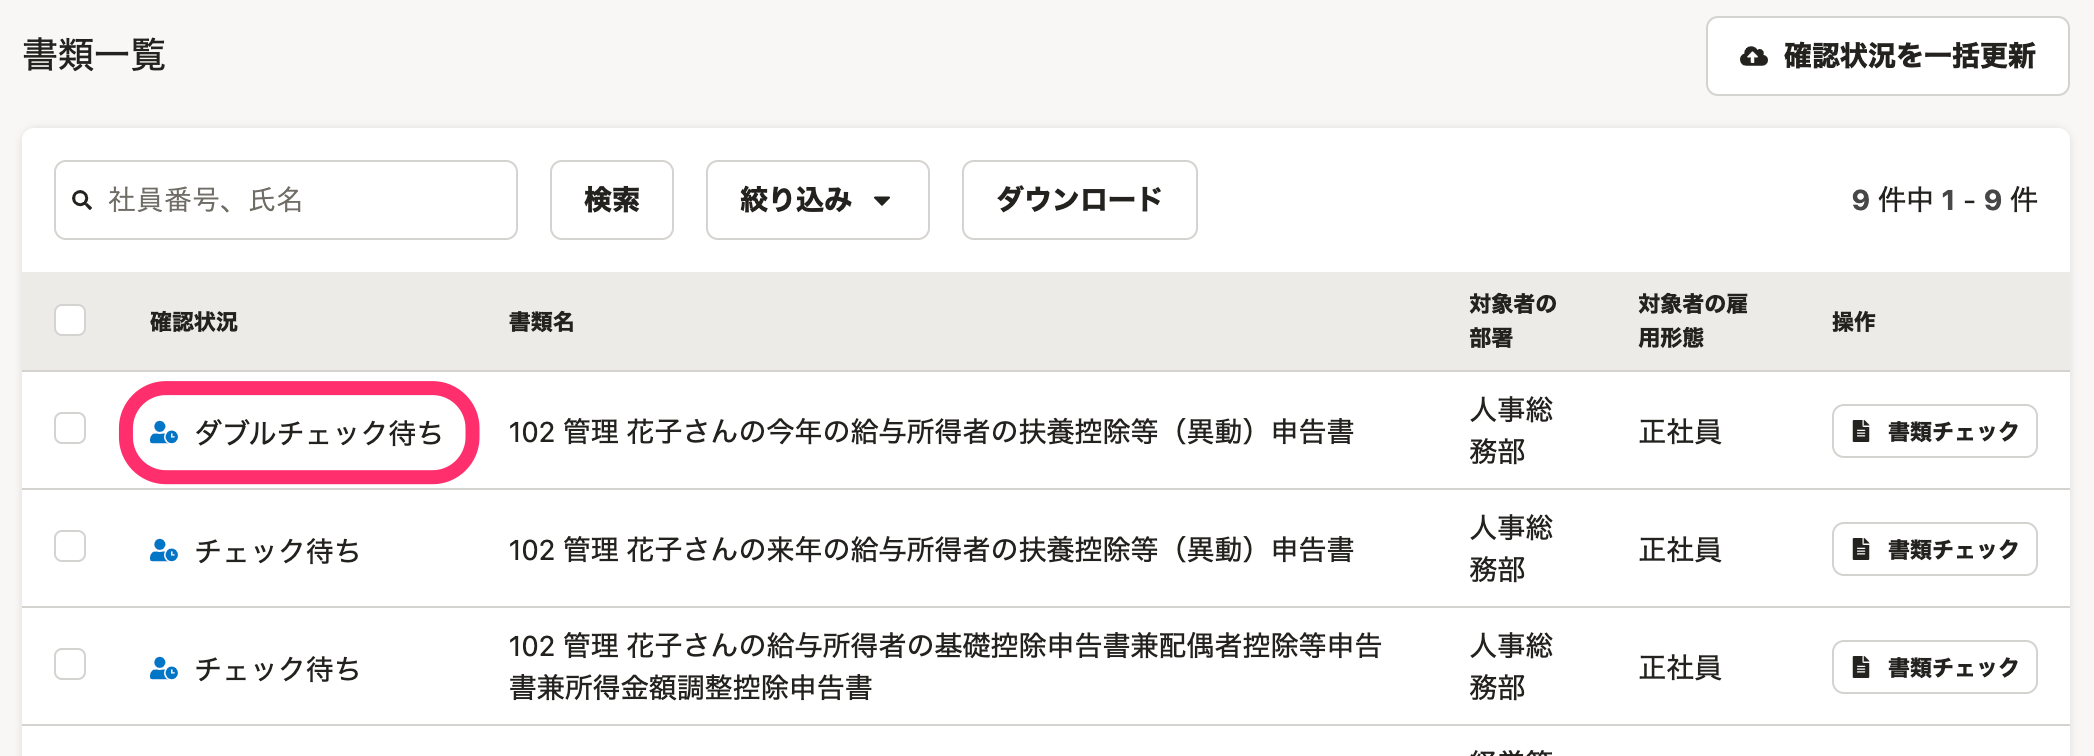 書類一覧
確認状況を一括更新
社員番号、氏名
検索
絞り込み
ダウンロード
9 件中 1 - 9 件
確認状況
書類名
対象者の
部署
対象者の雇
用形態
操作
ダブルチェック待ち
102 管理 花子さんの今年の給与所得者の扶養控除等（異動）申告書
人事総
務部
正社員
書類チェック
チェック待ち
102 管理 花子さんの来年の給与所得者の扶養控除等（異動）申告書
人事総
務部
正社員
書類チェック
チェック待ち
102 管理 花子さんの給与所得者の基礎控除申告書兼配偶者控除等申告
書兼所得金額調整控除申告書
人事総
務部
正社員
書類チェック